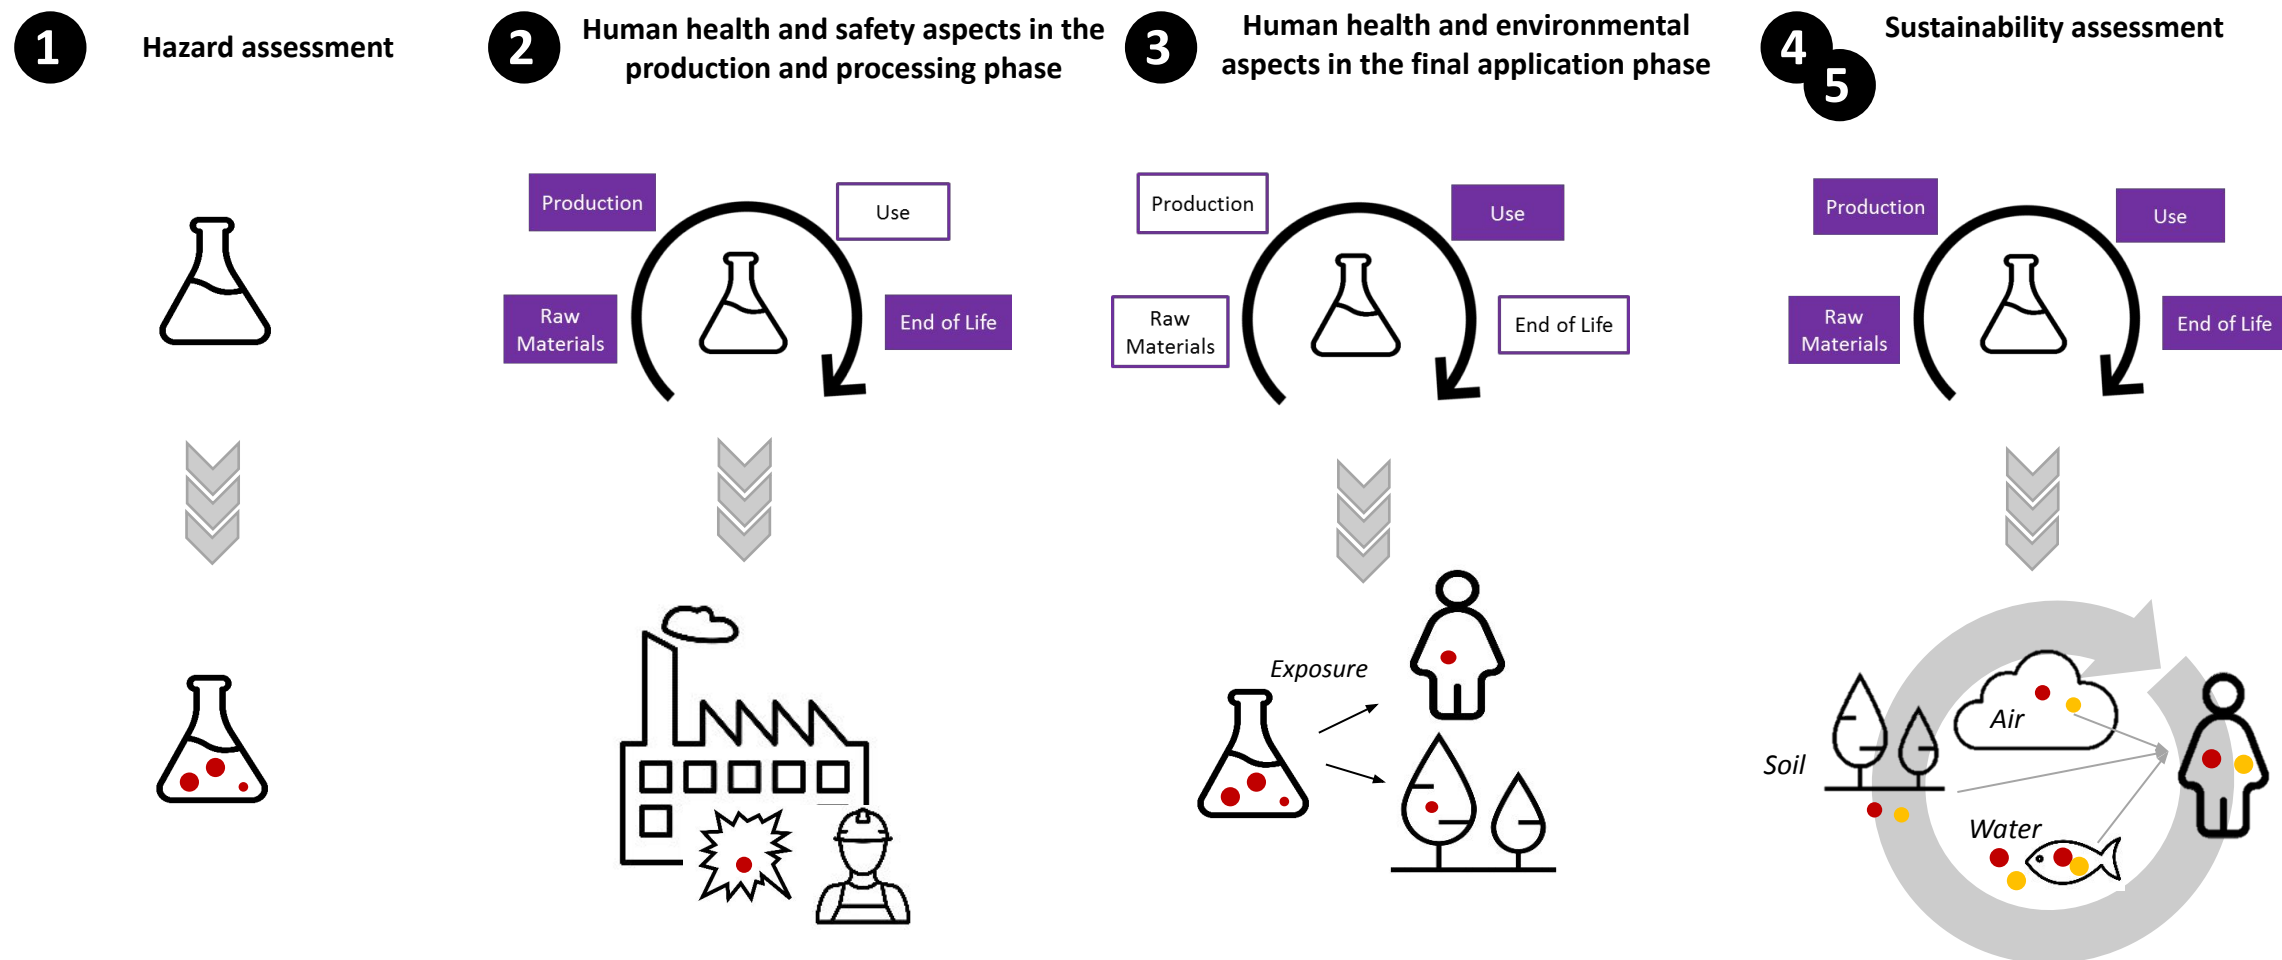 1
Hazard assessment
2
Human health and safety aspects in the
production and processing phase
3
Human health and environmental
aspects in the final application phase
4
5
Sustainability assessment
Production
Use
Raw
Materials
End of Life
Production
Use
Raw
Materials
End of Life
Production
Use
Raw
Materials
End of Life
Exposure
Air
Soil
Water